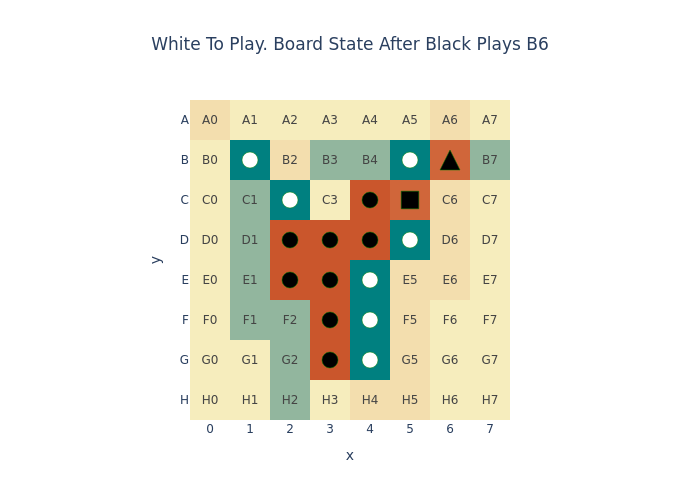 White To Play. Board State After Black Plays B6
A A0 A1 A2 A3 A4 A5 A6 A7
B B0 B2 B3 B4 B7
C C0 C1 C3 C6 C7
y
D D0 D1 D6 D7
E E0 E1 E5 E6 E7
F F0 F1 F2 F5 F6 F7
G G0 G1 G2 G5 G6 G7
H H0 H1 H2 H3 H4 H5 H6 H7
0 1 2 3 4 5 6 7
x